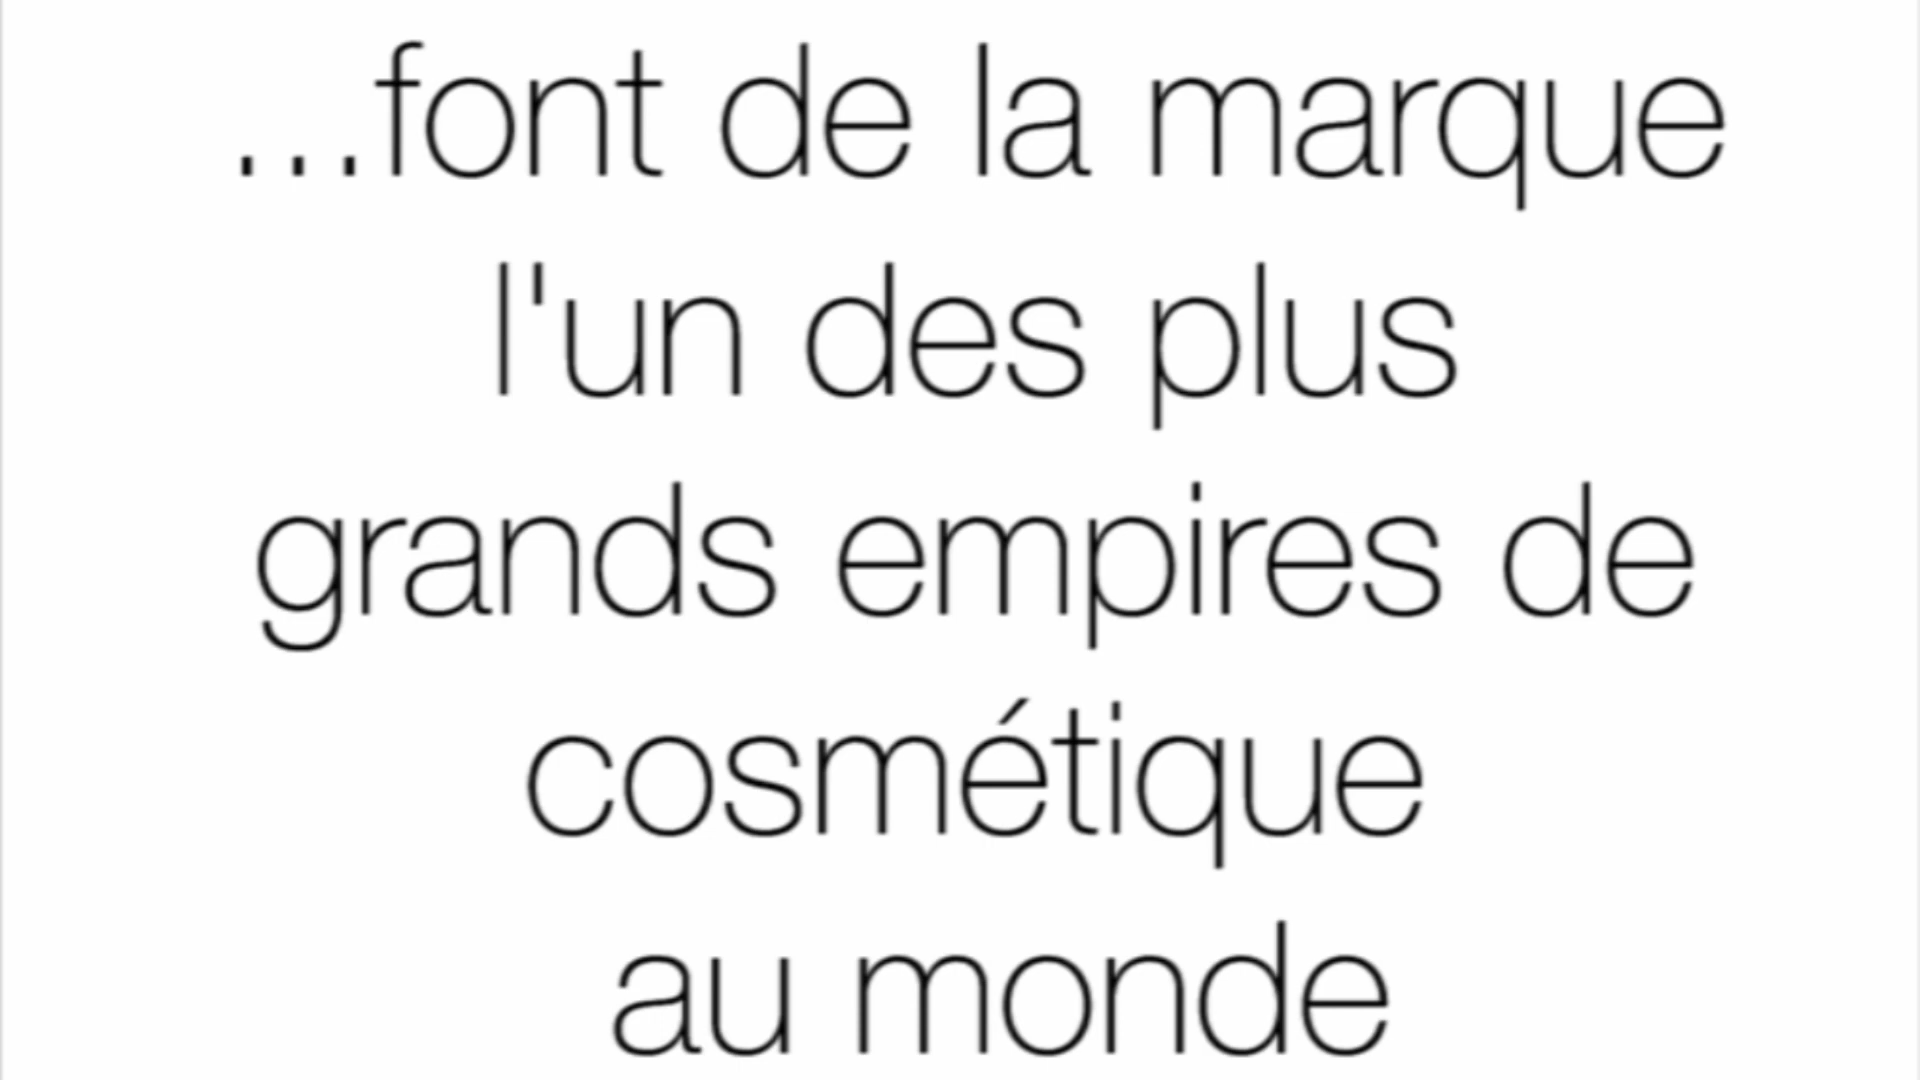 ...font de la marque
l'un des plus
grands empires de
cosmétique
au monde